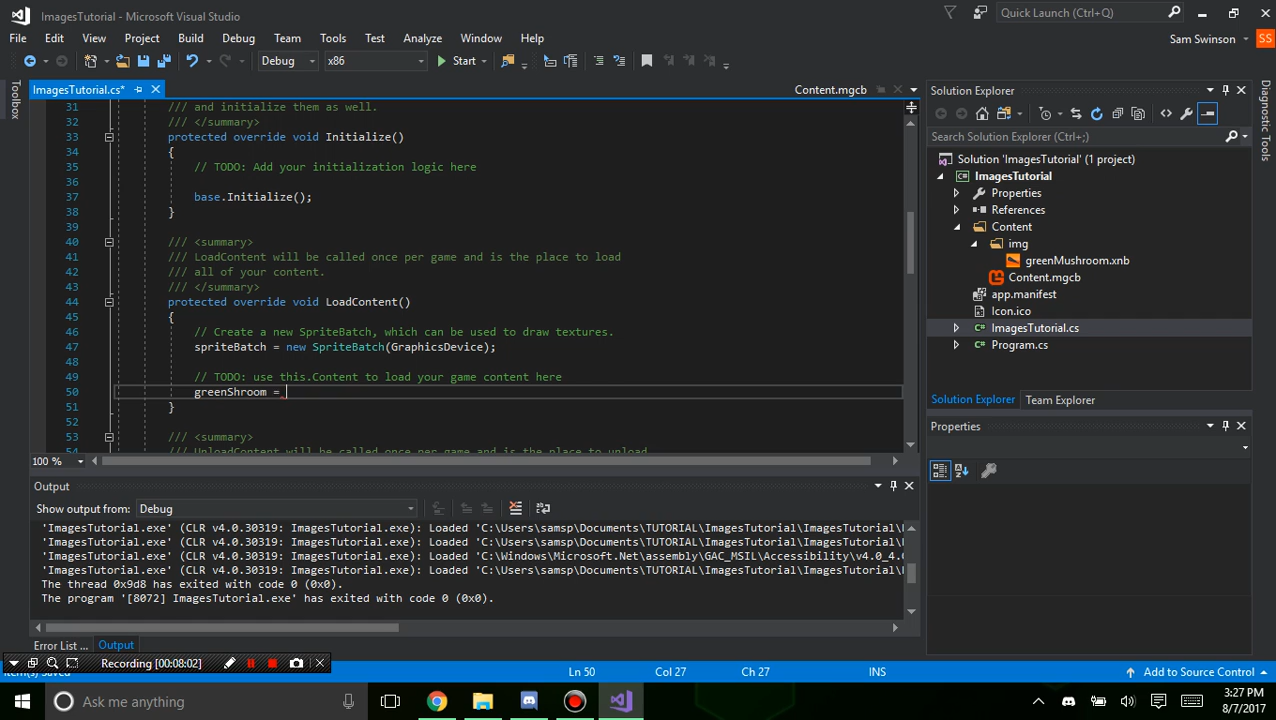 ImagesTutorial - Microsoft Visual Studio
Quick Launch (Ctrl+Q)
File Edit View Project Build Debug Team Tools Test Analyze Window Help
Sam Swinson SS
Debug x86 Start
Toolbox
ImagesTutorial.cs*
Content.mgcb
31 /// and initialize them as well.
32 /// </summary>
33 protected override void Initialize()
34 {
35 // TODO: Add your initialization logic here
36
37 base.Initialize();
38 }
39
40 /// <summary>
41 /// LoadContent will be called once per game and is the place to load
42 /// all of your content.
43 /// </summary>
44 protected override void LoadContent()
45 {
46 // Create a new SpriteBatch, which can be used to draw textures.
47 spriteBatch = new SpriteBatch(GraphicsDevice);
48
49 // TODO: use this.Content to load your game content here
50 greenShroom =
51 }
52
53 /// <summary>
54 /// UnloadContent will be called once per game and is the place to unload
100 %
Output
Show output from: Debug
'ImagesTutorial.exe' (CLR v4.0.30319: ImagesTutorial.exe): Loaded 'C:\Users\samsp\Documents\TUTORIAL\ImagesTutorial\ImagesTutorial\
'ImagesTutorial.exe' (CLR v4.0.30319: ImagesTutorial.exe): Loaded 'C:\Users\samsp\Documents\TUTORIAL\ImagesTutorial\ImagesTutorial\
'ImagesTutorial.exe' (CLR v4.0.30319: ImagesTutorial.exe): Loaded 'C:\Windows\Microsoft.Net\assembly\GAC_MSIL\Accessibility\v4.0_4.
'ImagesTutorial.exe' (CLR v4.0.30319: ImagesTutorial.exe): Loaded 'C:\Users\samsp\Documents\TUTORIAL\ImagesTutorial\ImagesTutorial\
The thread 0x9d8 has exited with code 0 (0x0).
The program '[8072] ImagesTutorial.exe' has exited with code 0 (0x0).
Error List ... Output
Solution Explorer
Search Solution Explorer (Ctrl+;)
Solution 'ImagesTutorial' (1 project)
C# ImagesTutorial
Properties
References
Content
img
greenMushroom.xnb
Content.mgcb
app.manifest
Icon.ico
C# ImagesTutorial.cs
C# Program.cs
Solution Explorer Team Explorer
Properties
Diagnostic Tools
Recording [00:08:02]
Ln 50 Col 27 Ch 27 INS Add to Source Control
Ask me anything
3:27 PM
8/7/2017